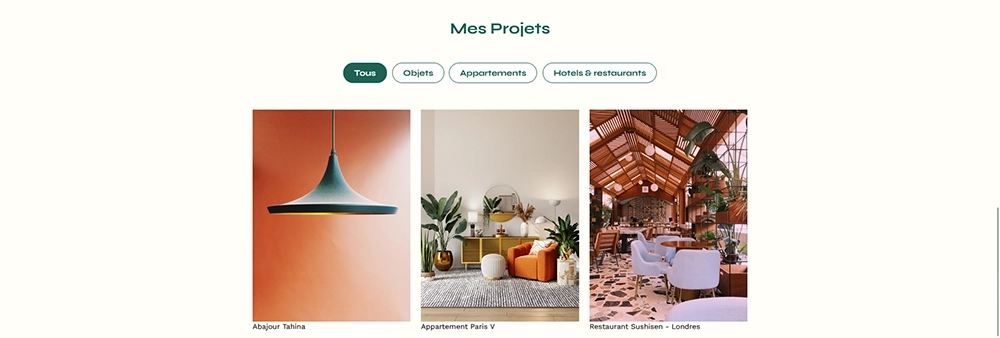 Mes Projets
Tous
Objets
Appartements
Hotels & restaurants
Abajour Tahina
Appartement Paris V
Restaurant Sushisen - Londres